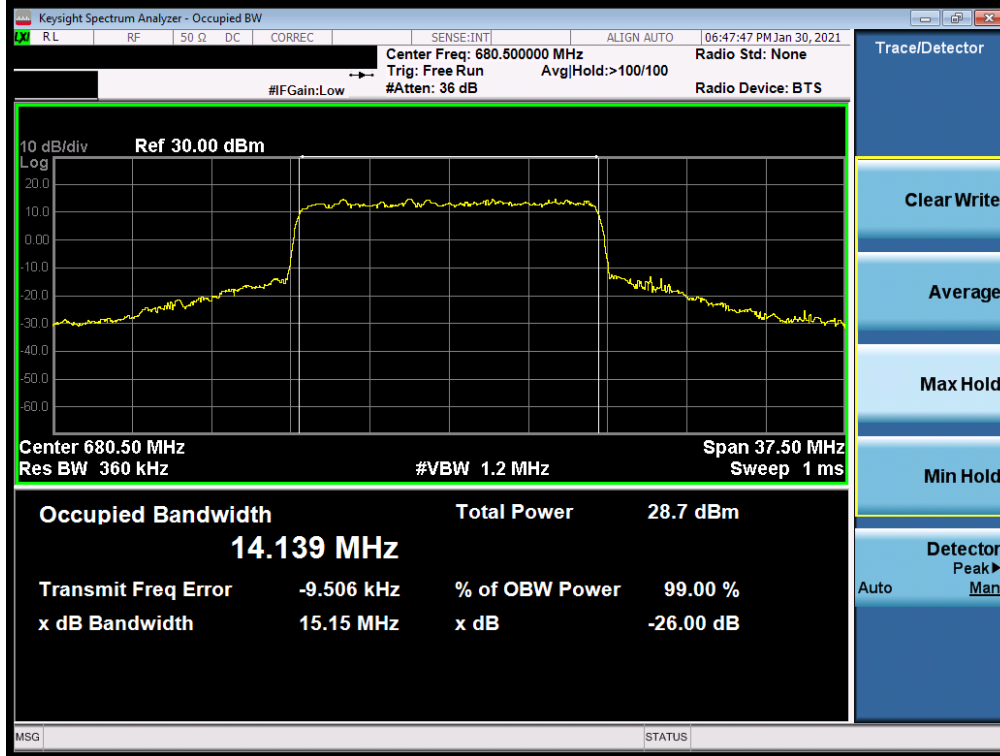 Keysight Spectrum Analyzer - Occupied BW
LXI RL RF 50 Ω DC CORREC SENSE:INT ALIGN AUTO 06:47:47 PM Jan 30, 2021
Center Freq: 680.500000 MHz Radio Std: None
Trig: Free Run Avg|Hold:>100/100
#IFGain:Low #Atten: 36 dB Radio Device: BTS
10 dB/div Ref 30.00 dBm
Log
20.0
10.0
0.00
-10.0
-20.0
-30.0
-40.0
-50.0
-60.0
Center 680.50 MHz Span 37.50 MHz
Res BW 360 kHz #VBW 1.2 MHz Sweep 1 ms
Occupied Bandwidth Total Power 28.7 dBm
14.139 MHz
Transmit Freq Error -9.506 kHz % of OBW Power 99.00 %
x dB Bandwidth 15.15 MHz x dB -26.00 dB
MSG STATUS
Trace/Detector
Clear Write
Average
Max Hold
Min Hold
Detector
Peak▶
Auto Man